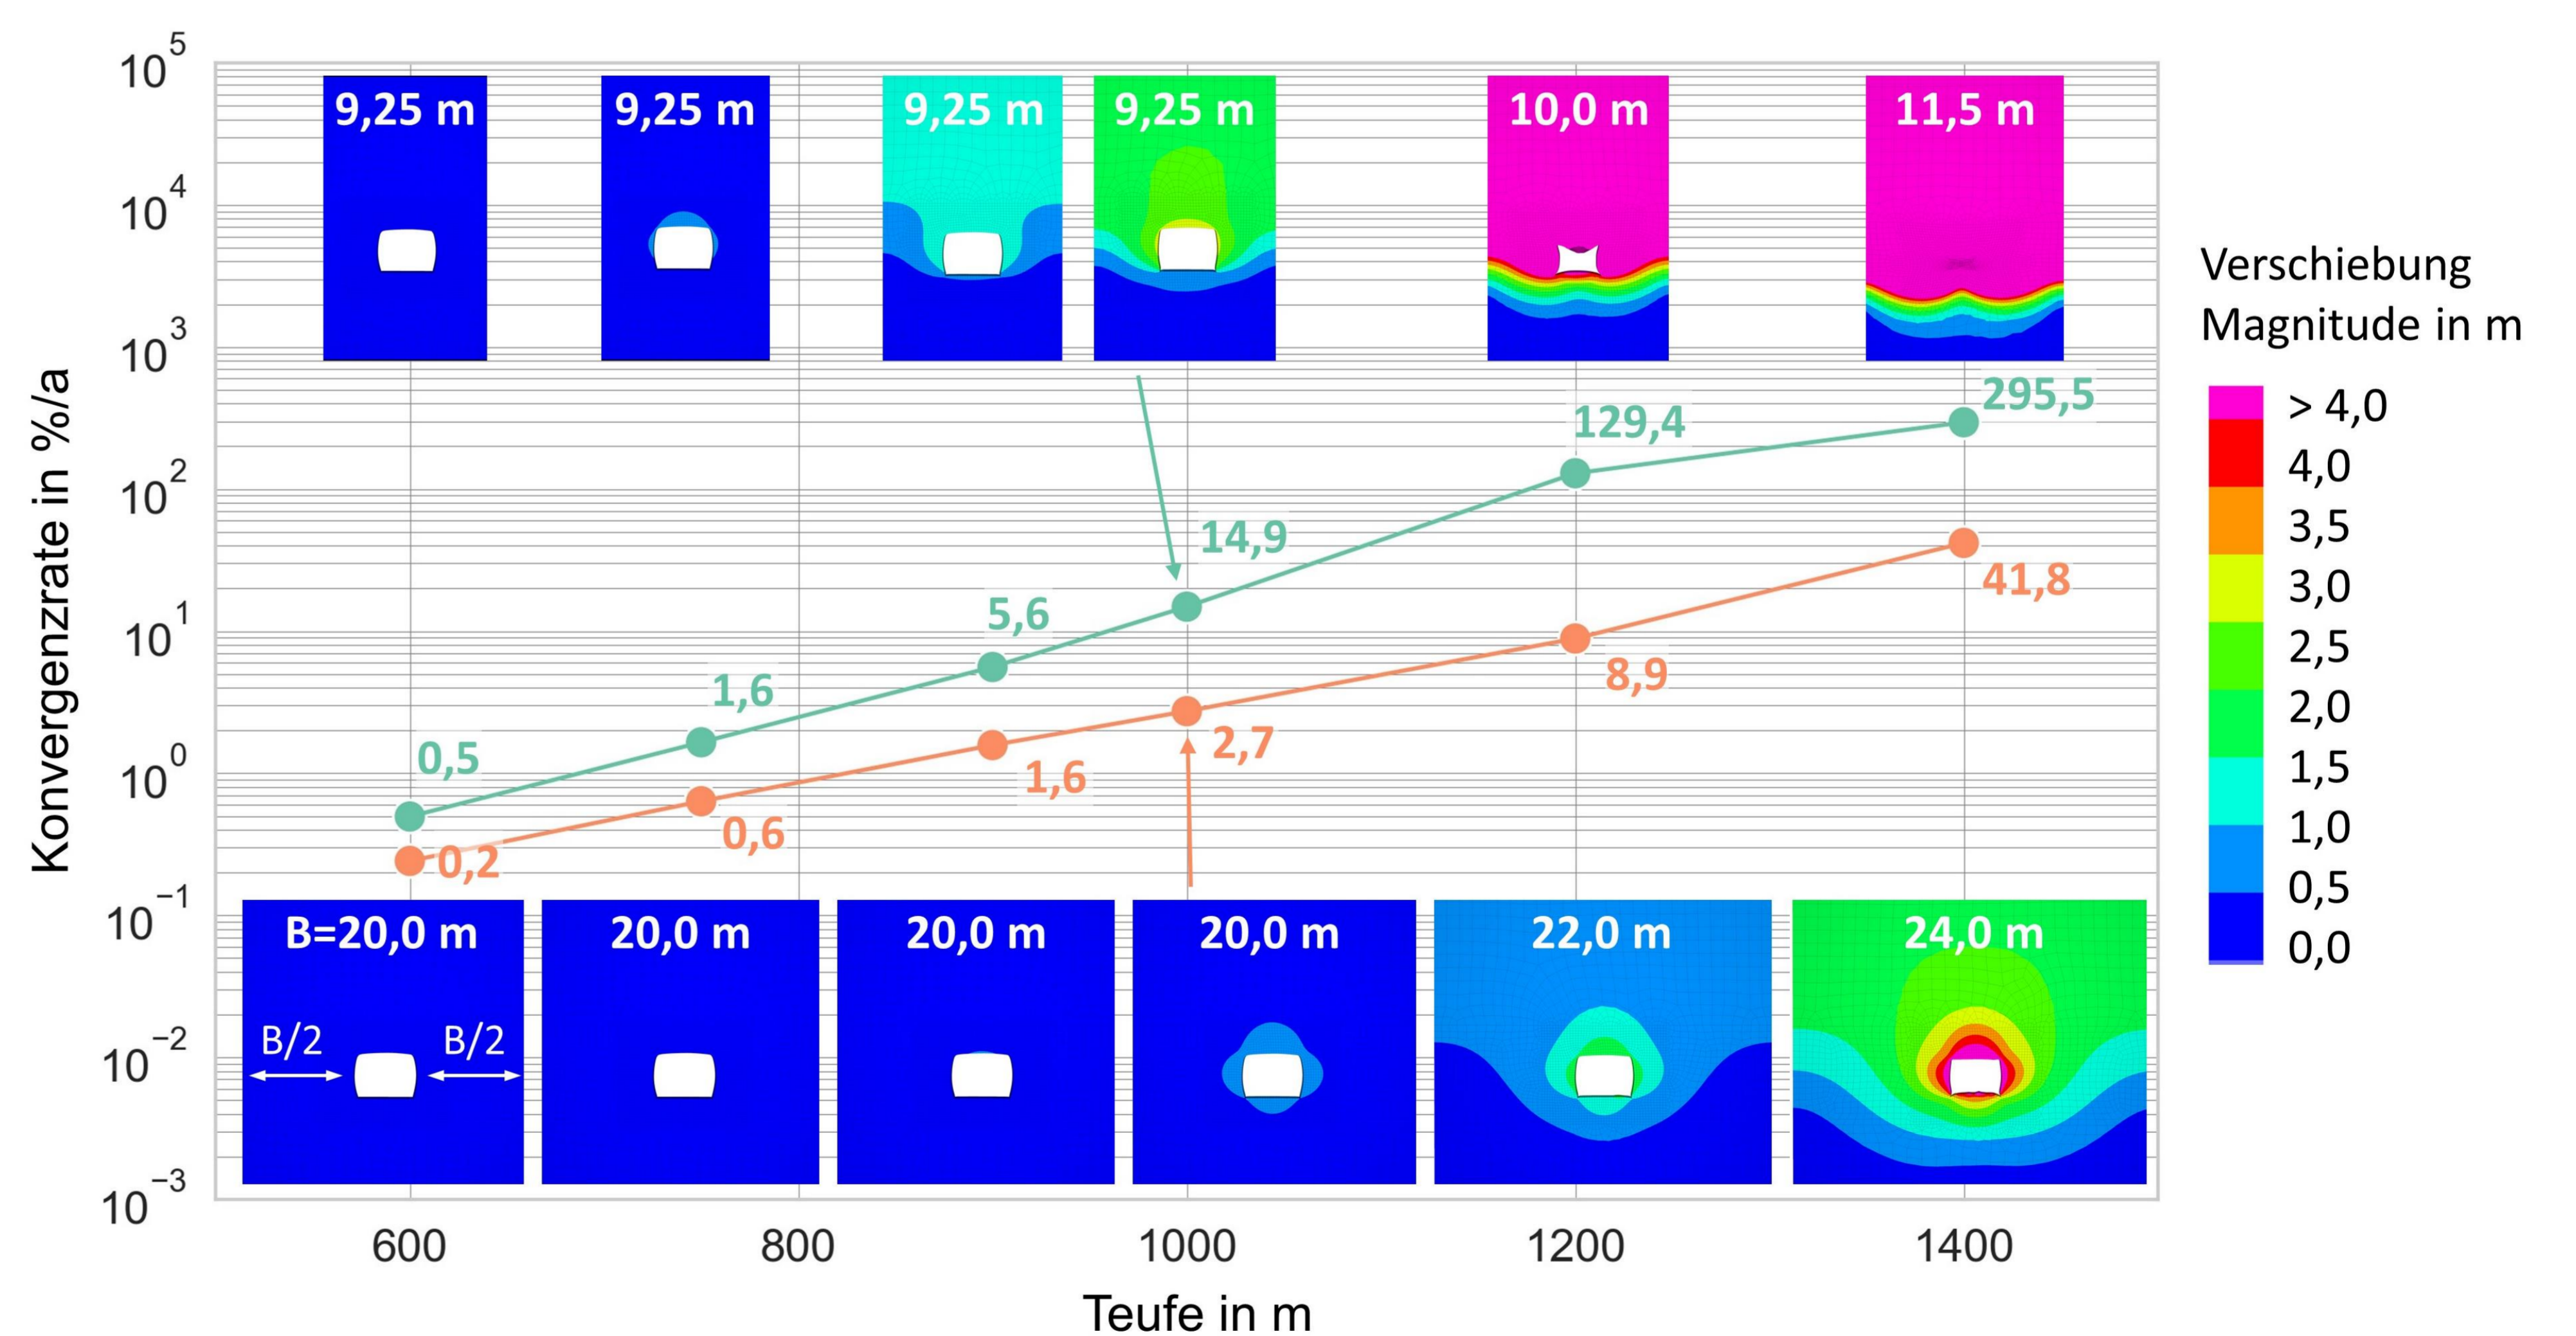 10^5
10^4
10^3
10^2
10^1
10^0
10^−1
10^−2
10^−3
Konvergenzrate in %/a
9,25 m
9,25 m
9,25 m
9,25 m
10,0 m
11,5 m
0,5
1,6
5,6
14,9
129,4
295,5
0,2
0,6
1,6
2,7
8,9
41,8
B=20,0 m
20,0 m
20,0 m
20,0 m
22,0 m
24,0 m
B/2
B/2
600
800
1000
1200
1400
Teufe in m
Verschiebung
Magnitude in m
> 4,0
4,0
3,5
3,0
2,5
2,0
1,5
1,0
0,5
0,0